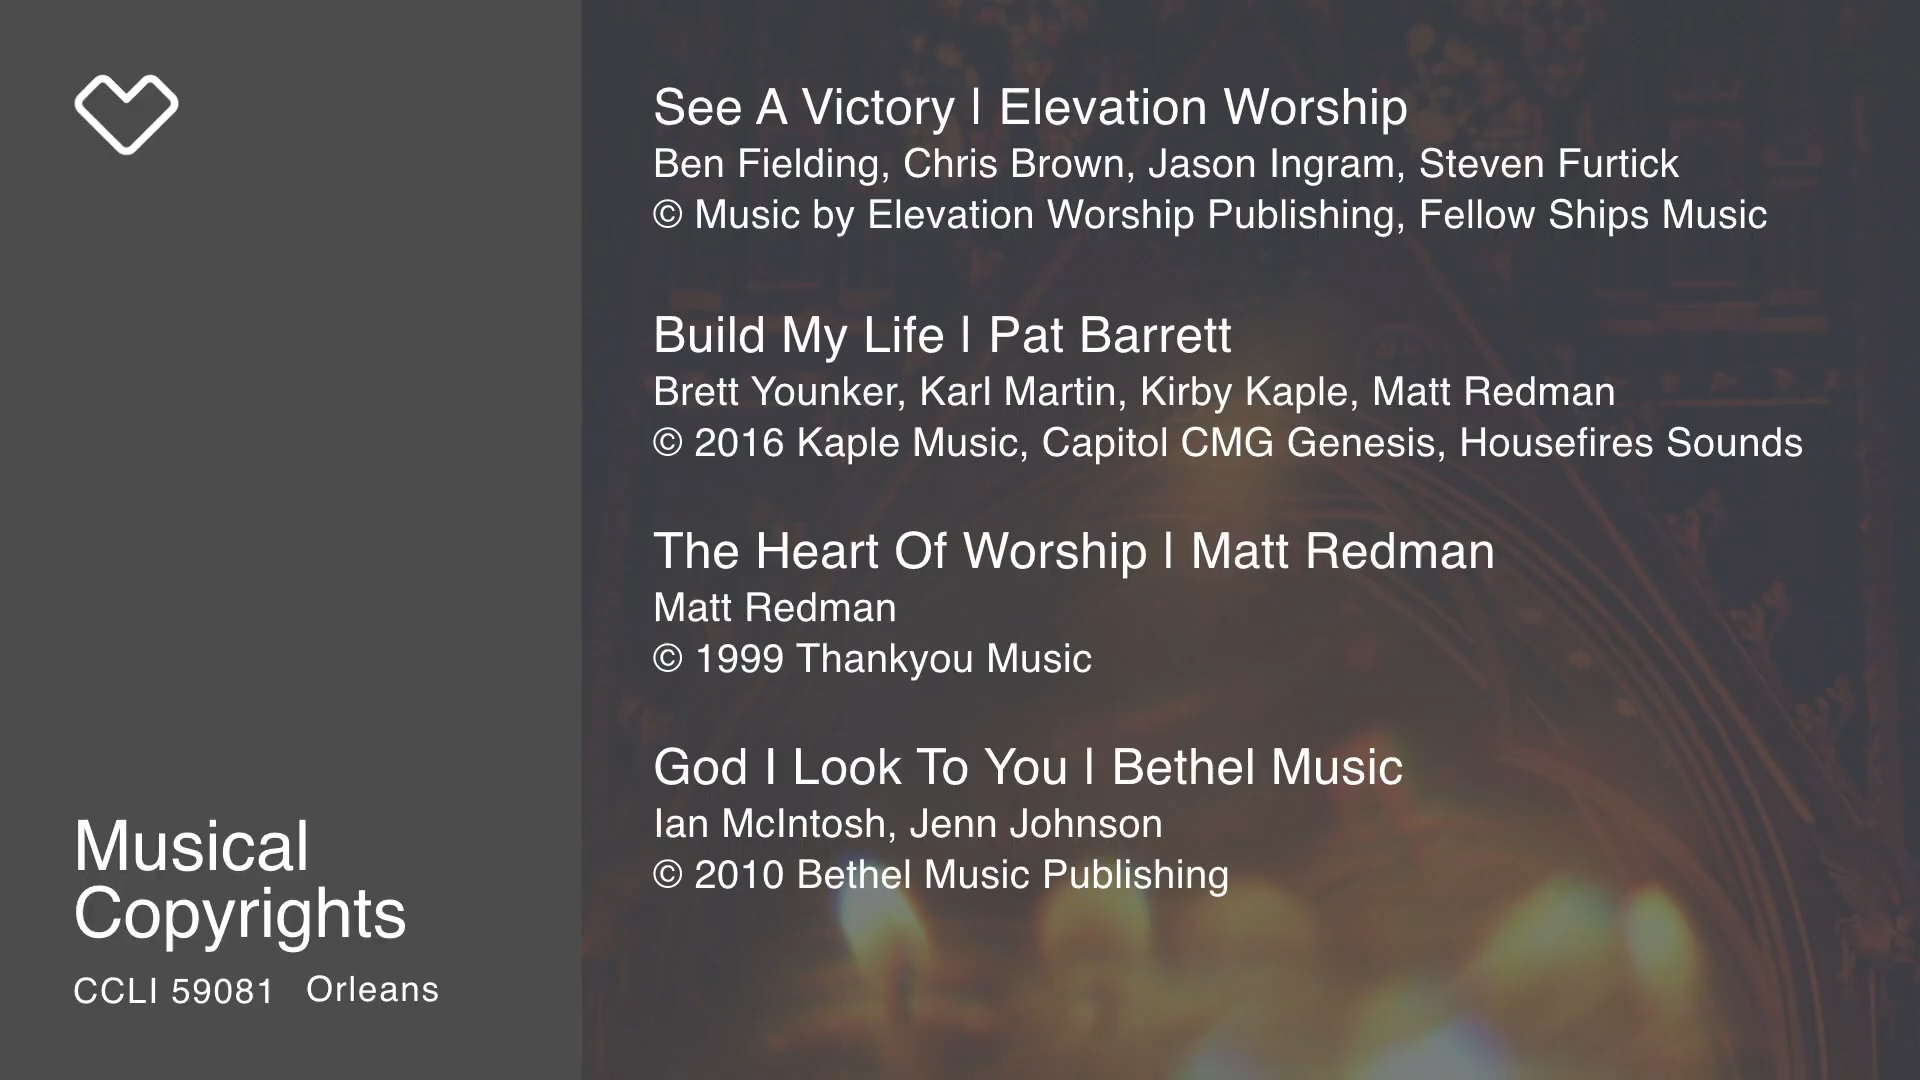 See A Victory | Elevation Worship
Ben Fielding, Chris Brown, Jason Ingram, Steven Furtick
© Music by Elevation Worship Publishing, Fellow Ships Music
Build My Life | Pat Barrett
Brett Younker, Karl Martin, Kirby Kaple, Matt Redman
© 2016 Kaple Music, Capitol CMG Genesis, Housefires Sounds
The Heart Of Worship | Matt Redman
Matt Redman
© 1999 Thankyou Music
God I Look To You | Bethel Music
Ian McIntosh, Jenn Johnson
© 2010 Bethel Music Publishing
Musical
Copyrights
CCLI 59081 Orleans